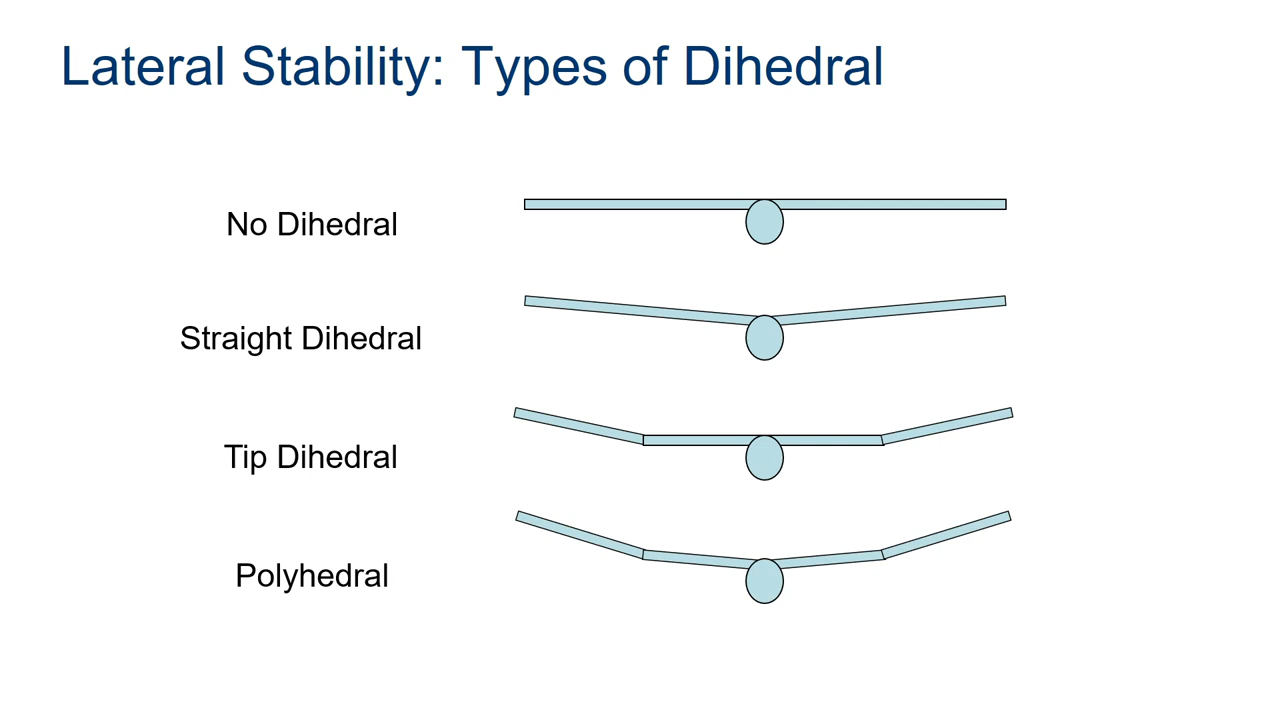 Lateral Stability: Types of Dihedral
No Dihedral
Straight Dihedral
Tip Dihedral
Polyhedral